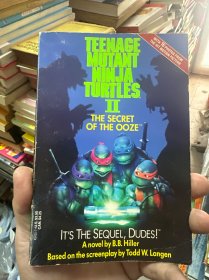 TEENAGE
MUTANT
NINJA
TURTLES
II
THE SECRET
OF THE OOZE™
IT'S THE SEQUEL, DUDES!
A novel by B.B. Hiller
Based on the screenplay by Todd W. Langen